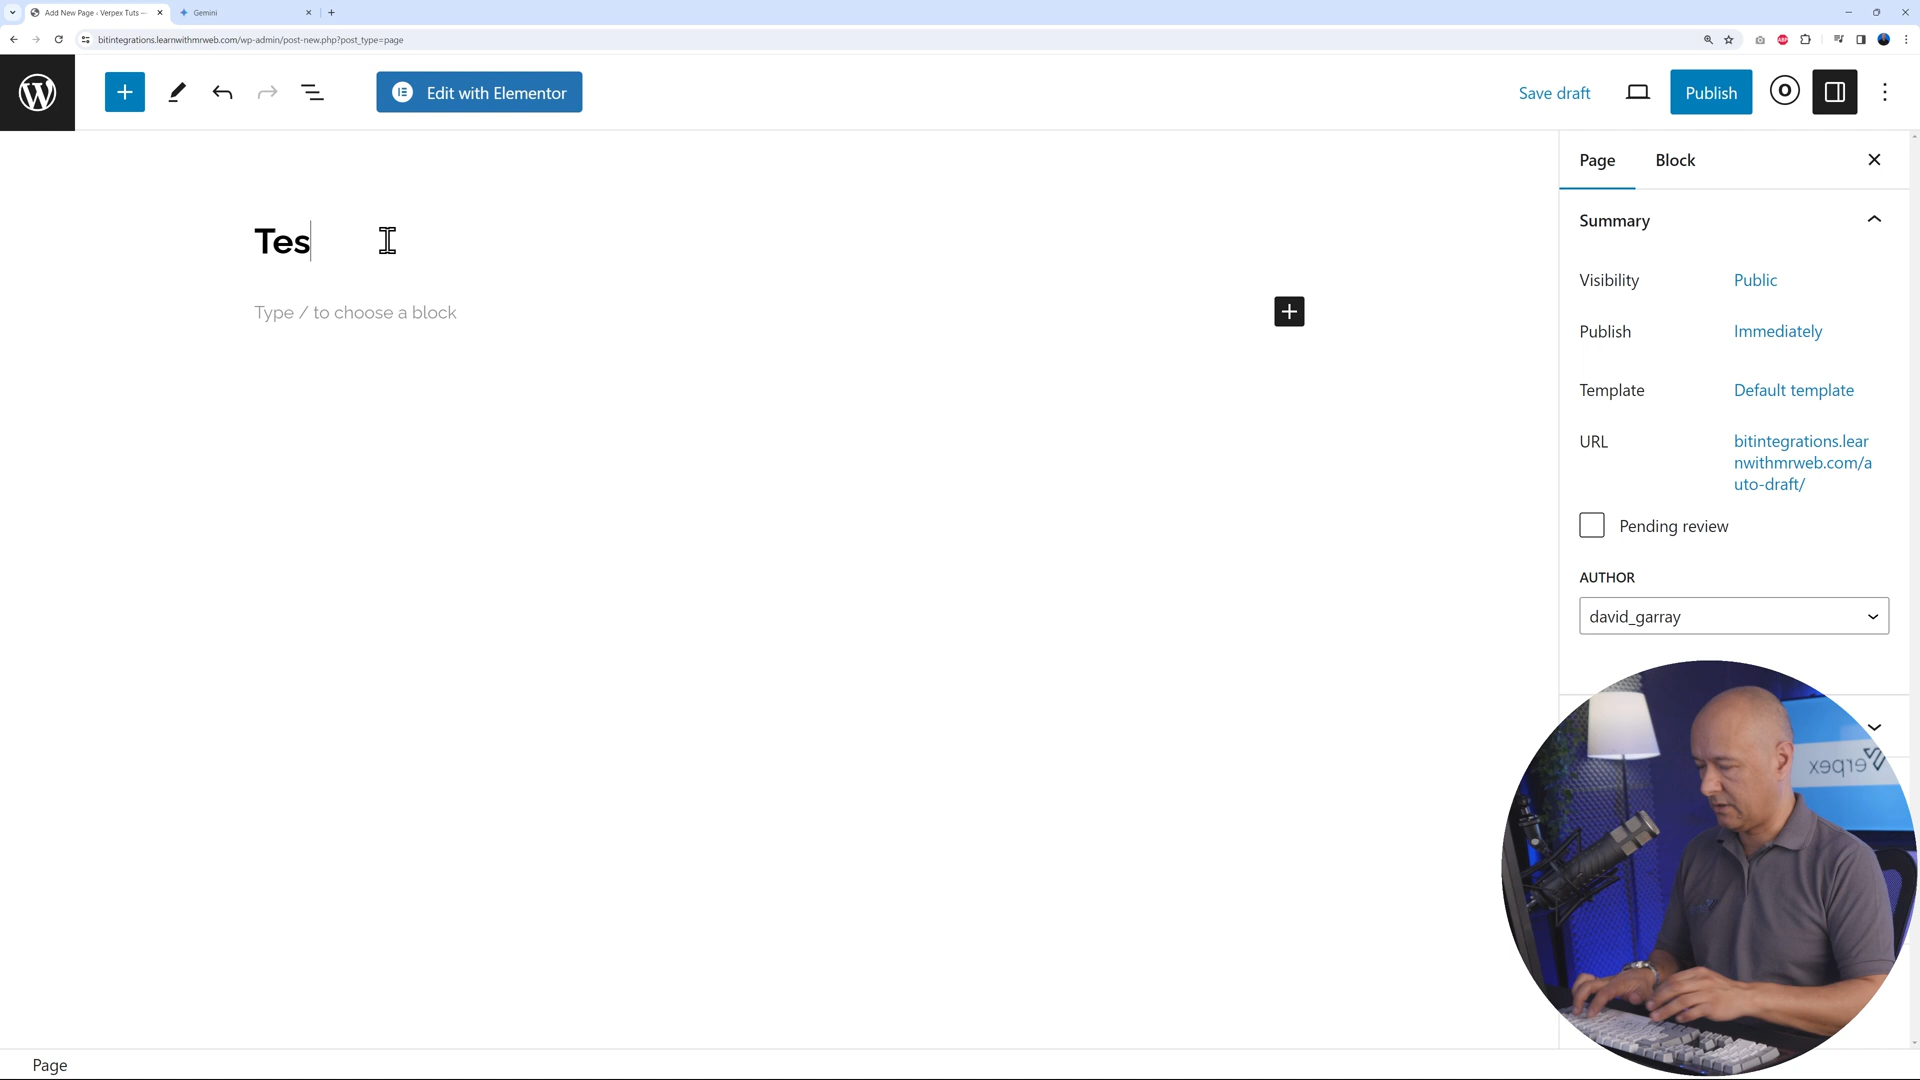 Add New Page ‹ Verpex Tuts —
Gemini
bitintegrations.learnwithmrweb.com/wp-admin/post-new.php?post_type=page
Edit with Elementor
Save draft
Publish
Page
Block
Tes
Type / to choose a block
Summary
Visibility
Public
Publish
Immediately
Template
Default template
URL
bitintegrations.lear
nwithmrweb.com/a
uto-draft/
Pending review
AUTHOR
david_garray
erpex
Page